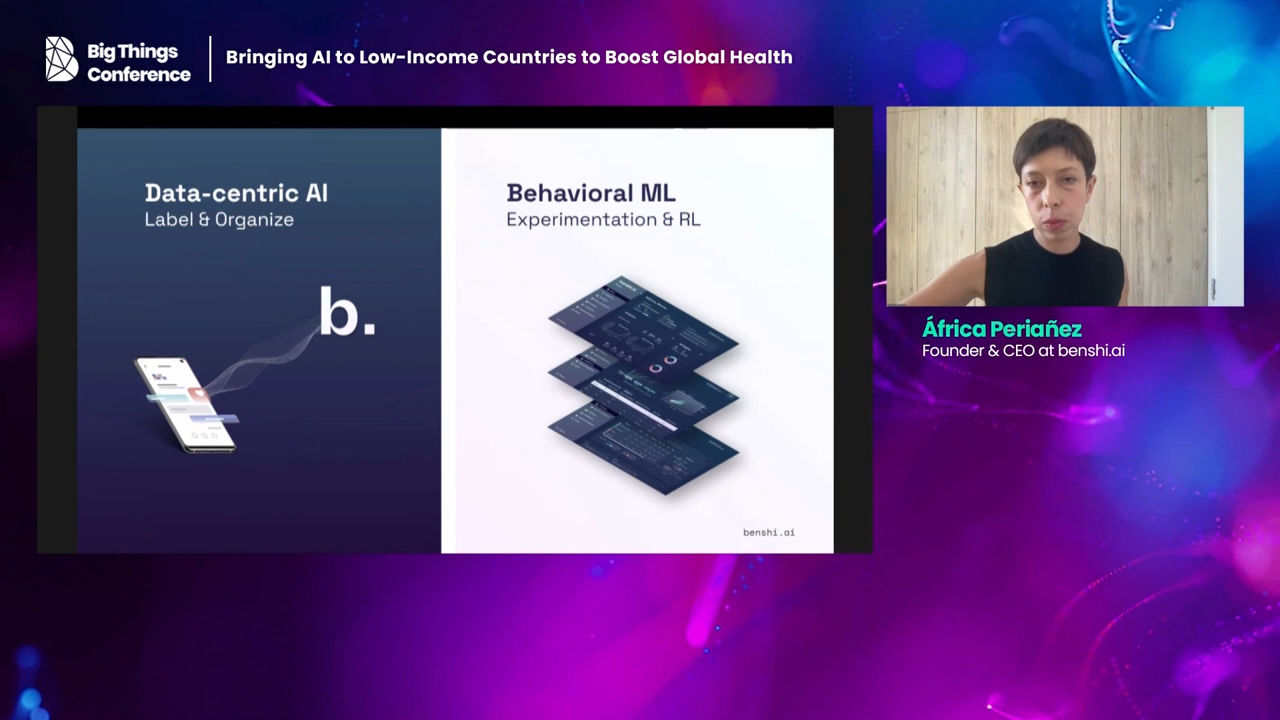 Big Things
Conference
Bringing AI to Low-Income Countries to Boost Global Health
Data-centric AI
Label & Organize
b.
Behavioral ML
Experimentation & RL
benshi.ai
África Periañez
Founder & CEO at benshi.ai